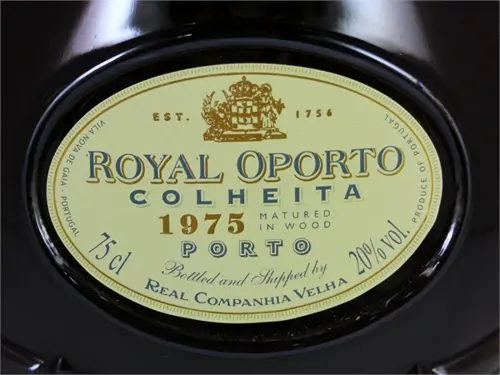 EST. 1756
ROYAL OPORTO
COLHEITA
1975 MATURED
IN WOOD
PORTO
75 cl
20% vol.
Bottled and Shipped by
REAL COMPANHIA VELHA
VILA NOVA DE GAIA - PORTUGAL
PRODUCE OF PORTUGAL